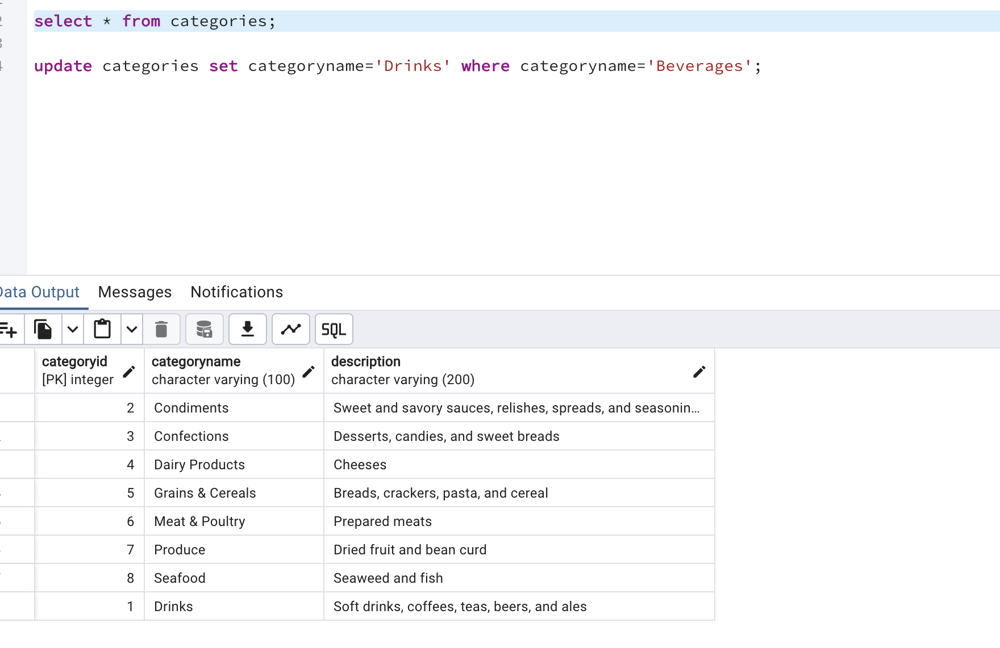 select * from categories;
update categories set categoryname='Drinks' where categoryname='Beverages';
Data Output Messages Notifications
SQL
categoryid categoryname description
[PK] integer character varying (100) character varying (200)
2 Condiments Sweet and savory sauces, relishes, spreads, and seasonin...
3 Confections Desserts, candies, and sweet breads
4 Dairy Products Cheeses
5 Grains & Cereals Breads, crackers, pasta, and cereal
6 Meat & Poultry Prepared meats
7 Produce Dried fruit and bean curd
8 Seafood Seaweed and fish
1 Drinks Soft drinks, coffees, teas, beers, and ales